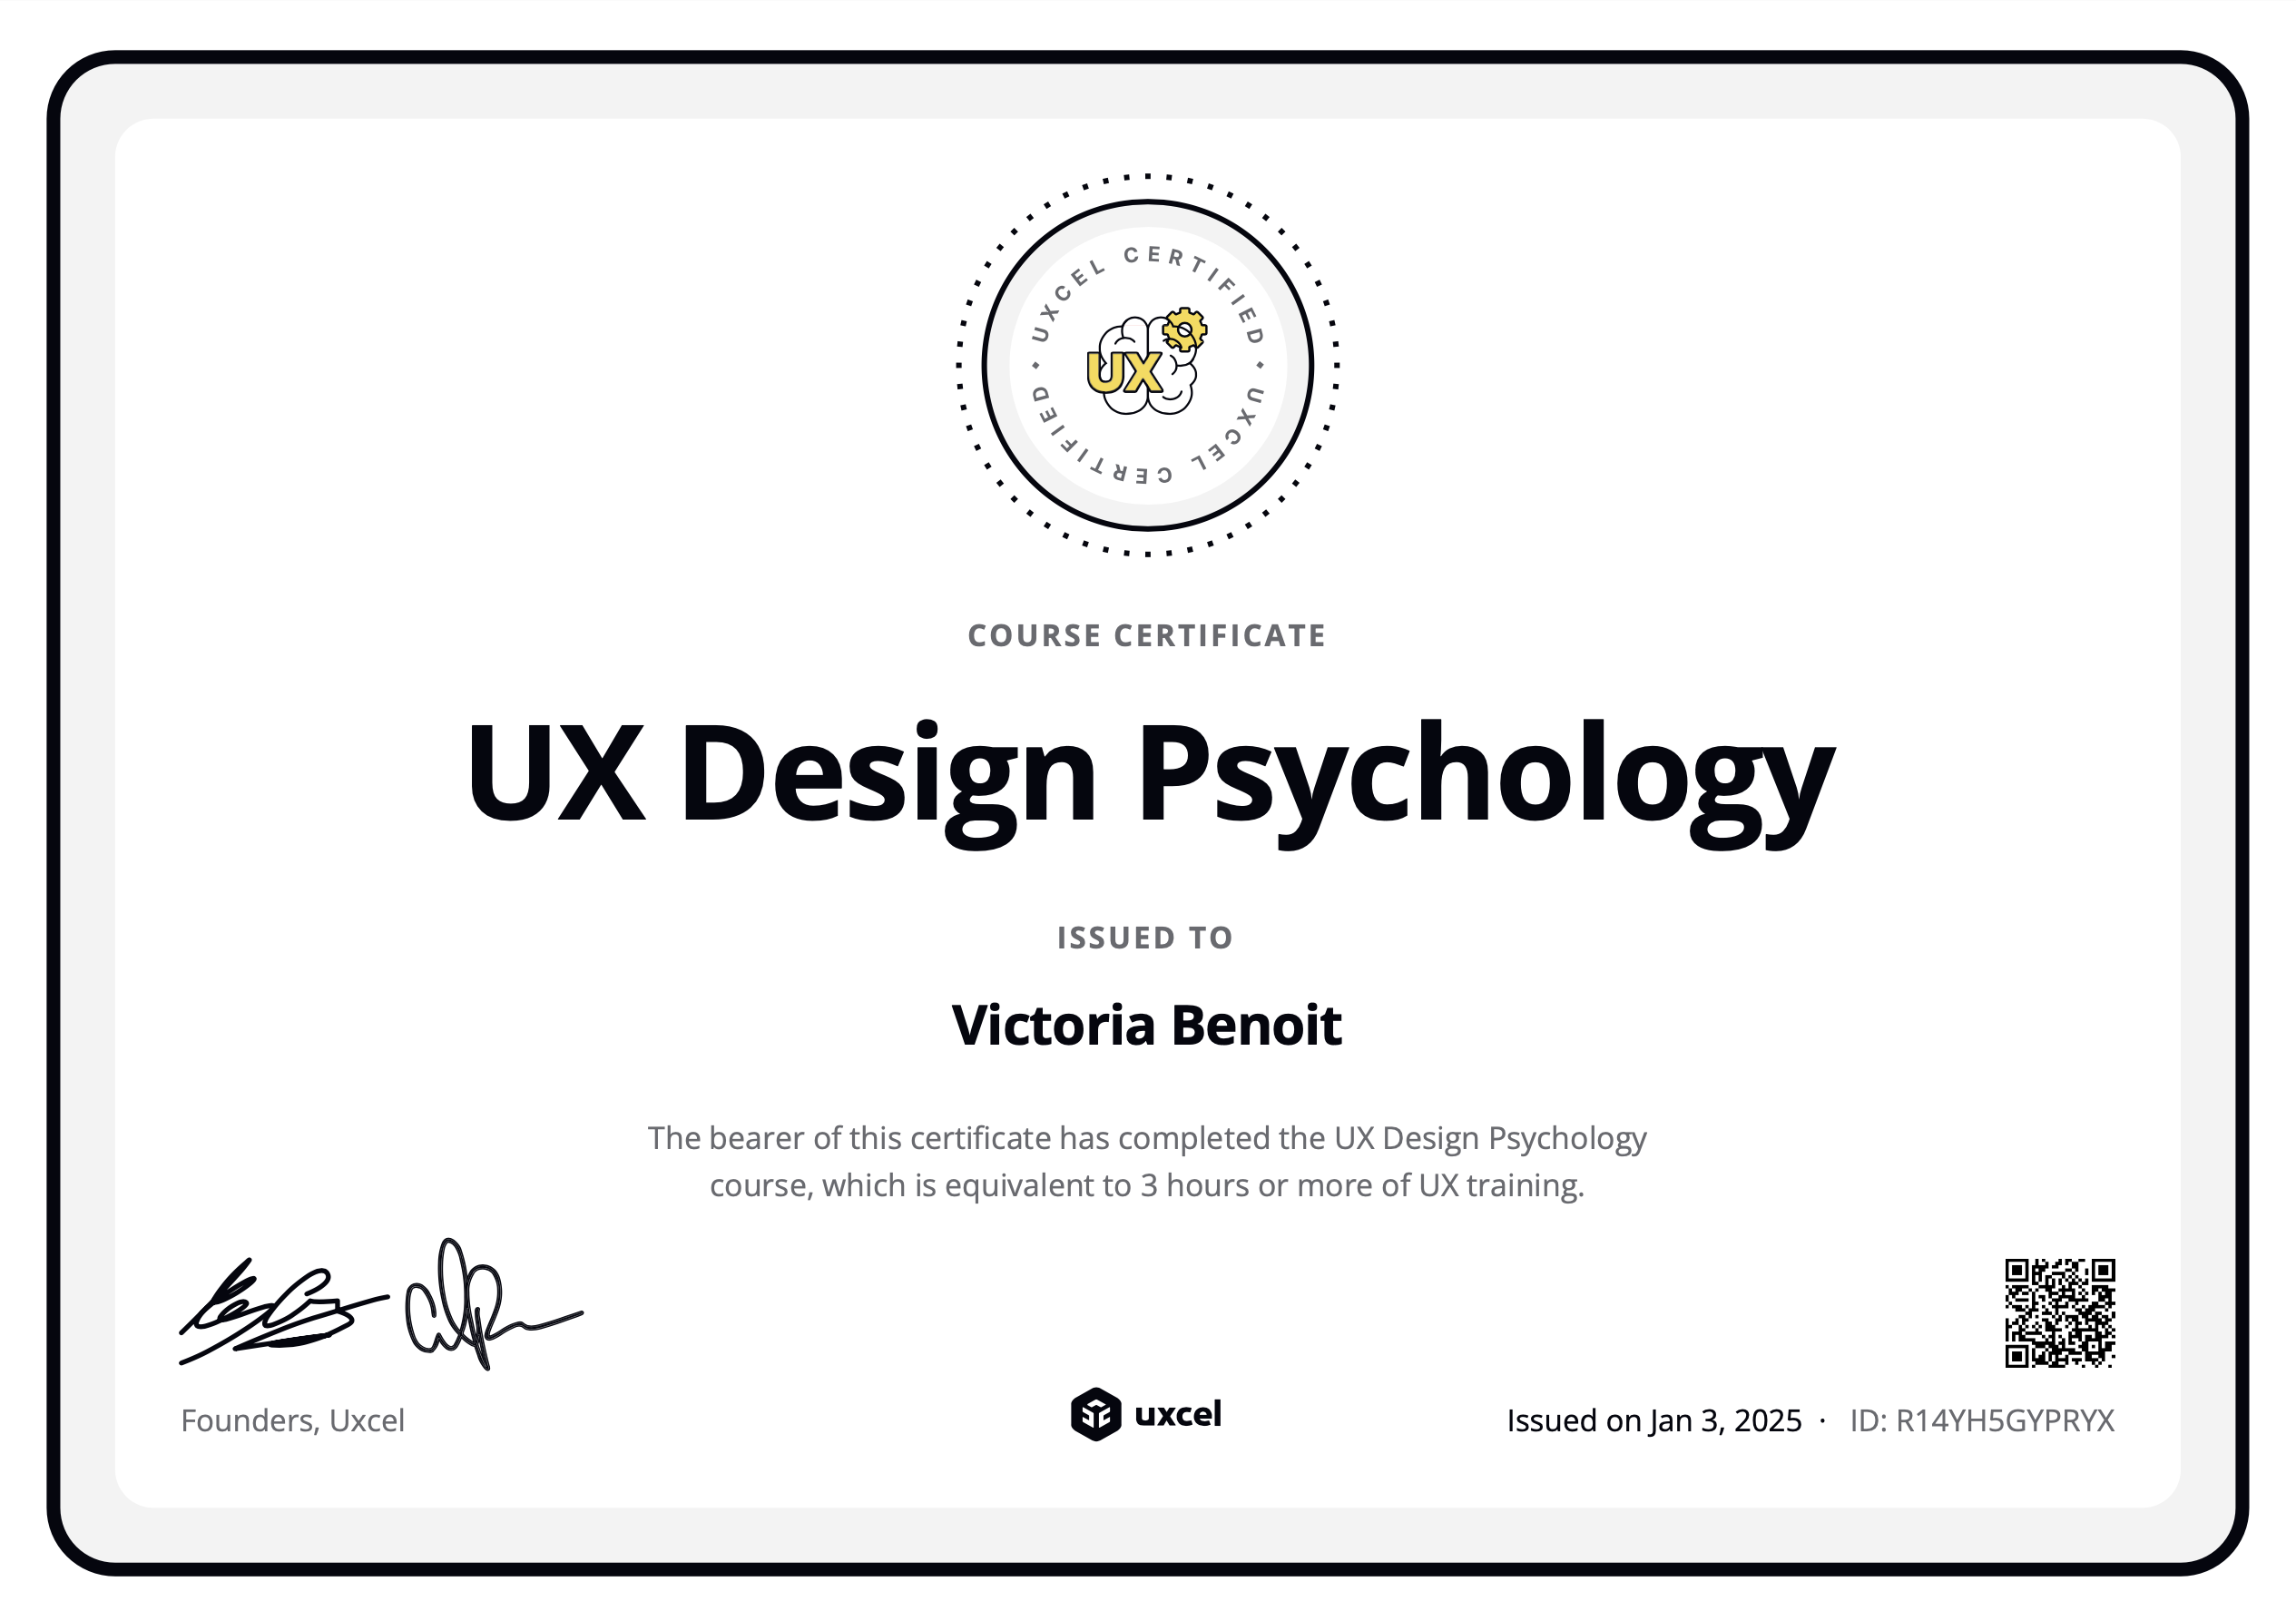 UXCEL CERTIFIED • UXCEL CERTIFIED •
UX
COURSE CERTIFICATE
UX Design Psychology
ISSUED TO
Victoria Benoit
The bearer of this certificate has completed the UX Design Psychology
course, which is equivalent to 3 hours or more of UX training.
Founders, Uxcel
uxcel
Issued on Jan 3, 2025 · ID: R14YH5GYPRYX